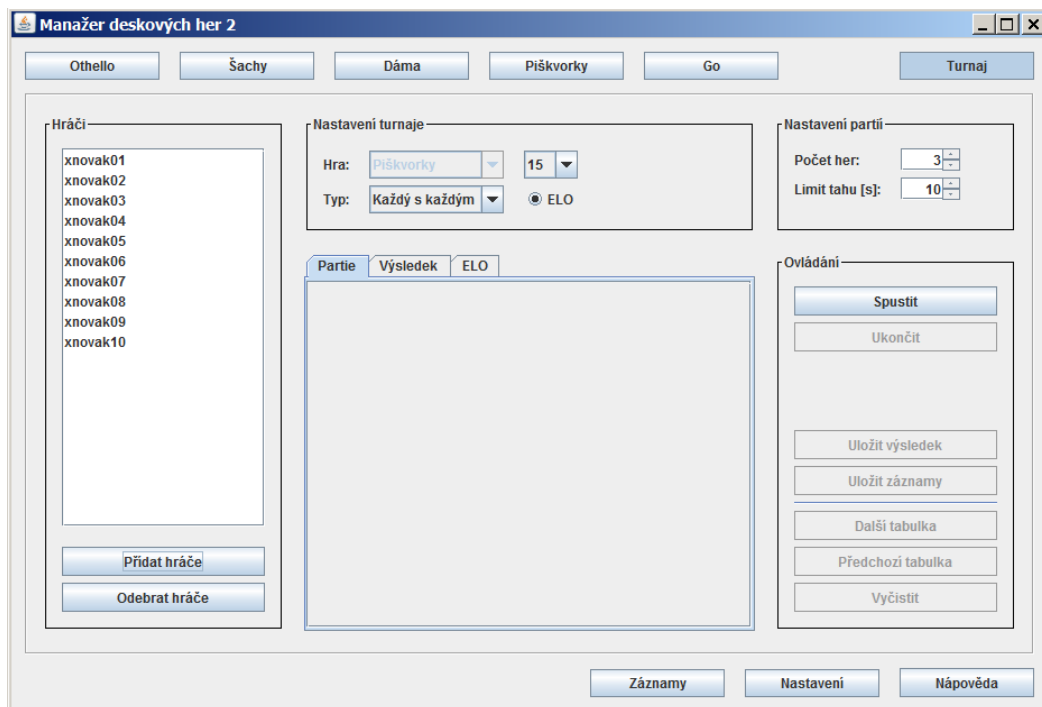 Manažer deskových her 2
Othello Šachy Dáma Piškvorky Go Turnaj
Hráči
xnovak01
xnovak02
xnovak03
xnovak04
xnovak05
xnovak06
xnovak07
xnovak08
xnovak09
xnovak10
Přidat hráče
Odebrat hráče
Nastavení turnaje
Hra: Piškvorky 15
Typ: Každý s každým ELO
Partie Výsledek ELO
Nastavení partií
Počet her: 3
Limit tahu [s]: 10
Ovládání
Spustit
Ukončit
Uložit výsledek
Uložit záznamy
Další tabulka
Předchozí tabulka
Vyčistit
Záznamy Nastavení Nápověda